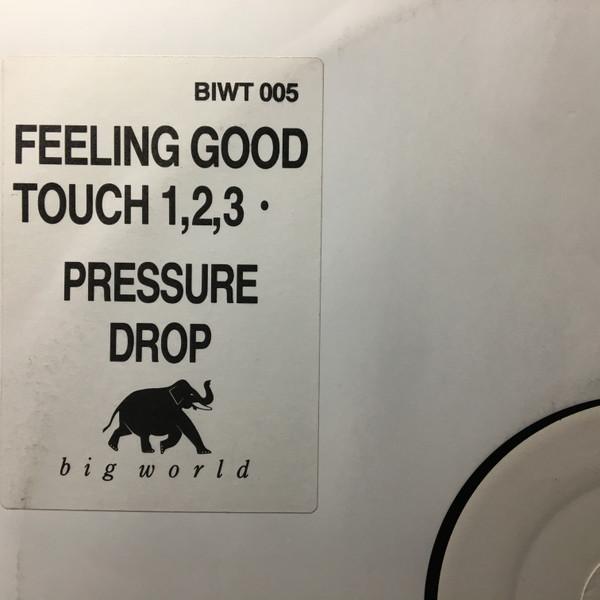 BIWT 005
FEELING GOOD
TOUCH 1,2,3 •
PRESSURE
DROP
big world